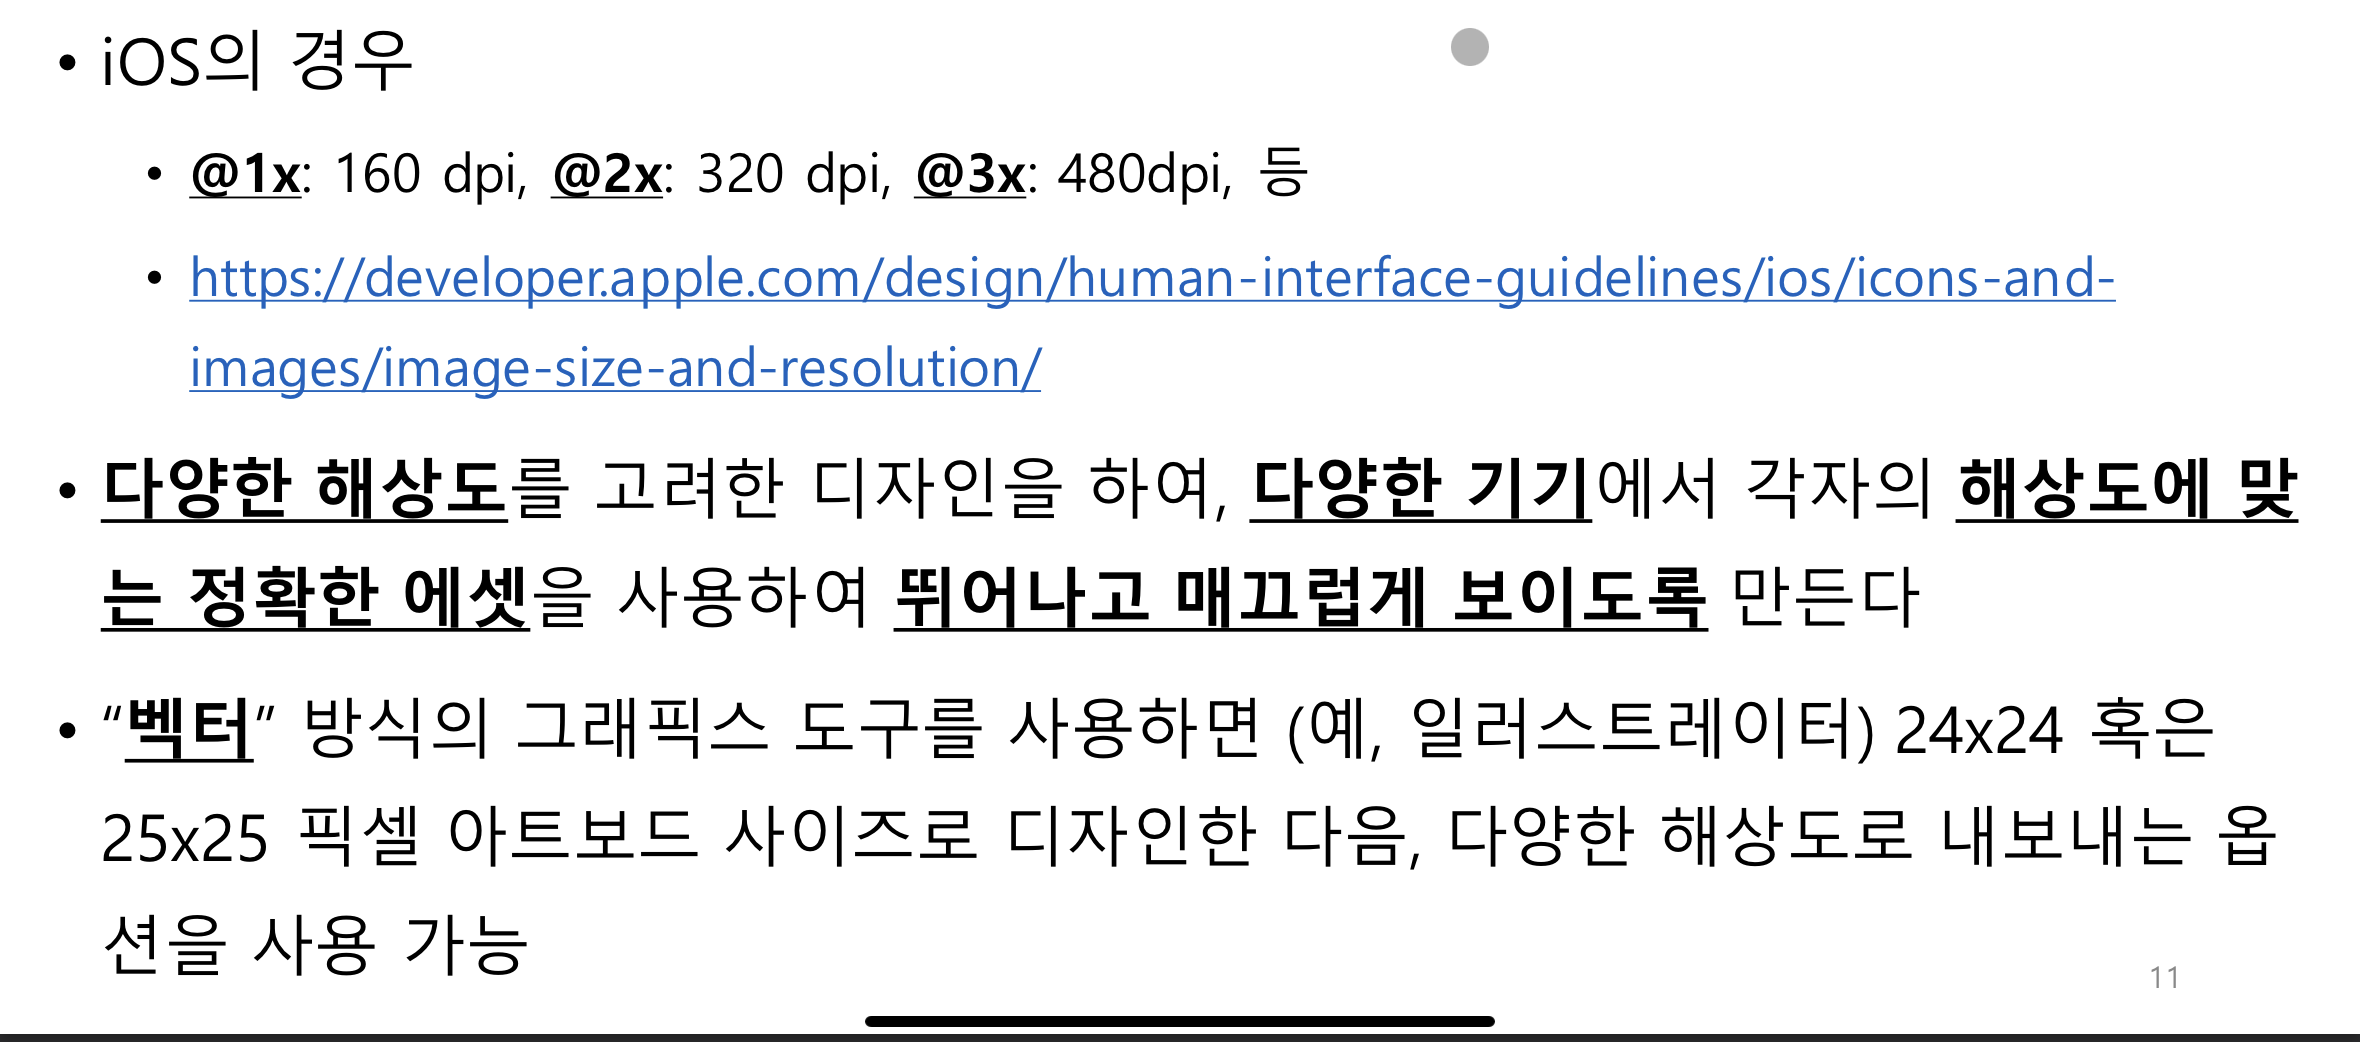 • iOS의 경우
• @1x: 160 dpi, @2x: 320 dpi, @3x: 480dpi, 등
• https://developer.apple.com/design/human-interface-guidelines/ios/icons-and-
images/image-size-and-resolution/
• 다양한 해상도를 고려한 디자인을 하여, 다양한 기기에서 각자의 해상도에 맞
는 정확한 에셋을 사용하여 뛰어나고 매끄럽게 보이도록 만든다
• “벡터” 방식의 그래픽스 도구를 사용하면 (예, 일러스트레이터) 24x24 혹은
25x25 픽셀 아트보드 사이즈로 디자인한 다음, 다양한 해상도로 내보내는 옵
션을 사용 가능
11